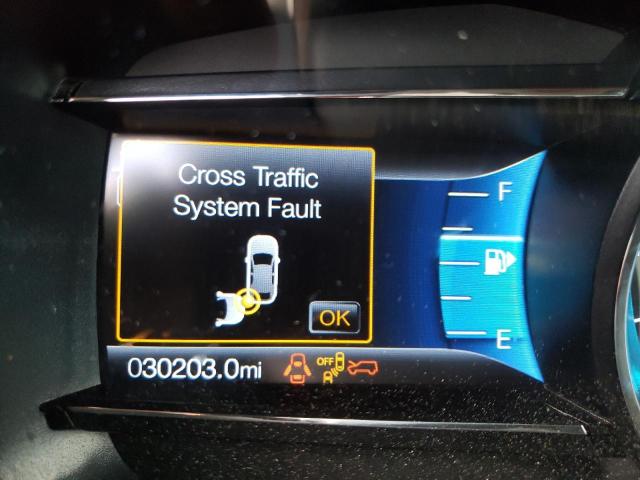 Cross Traffic
System Fault
OK
F
E
030203.0mi
OFF